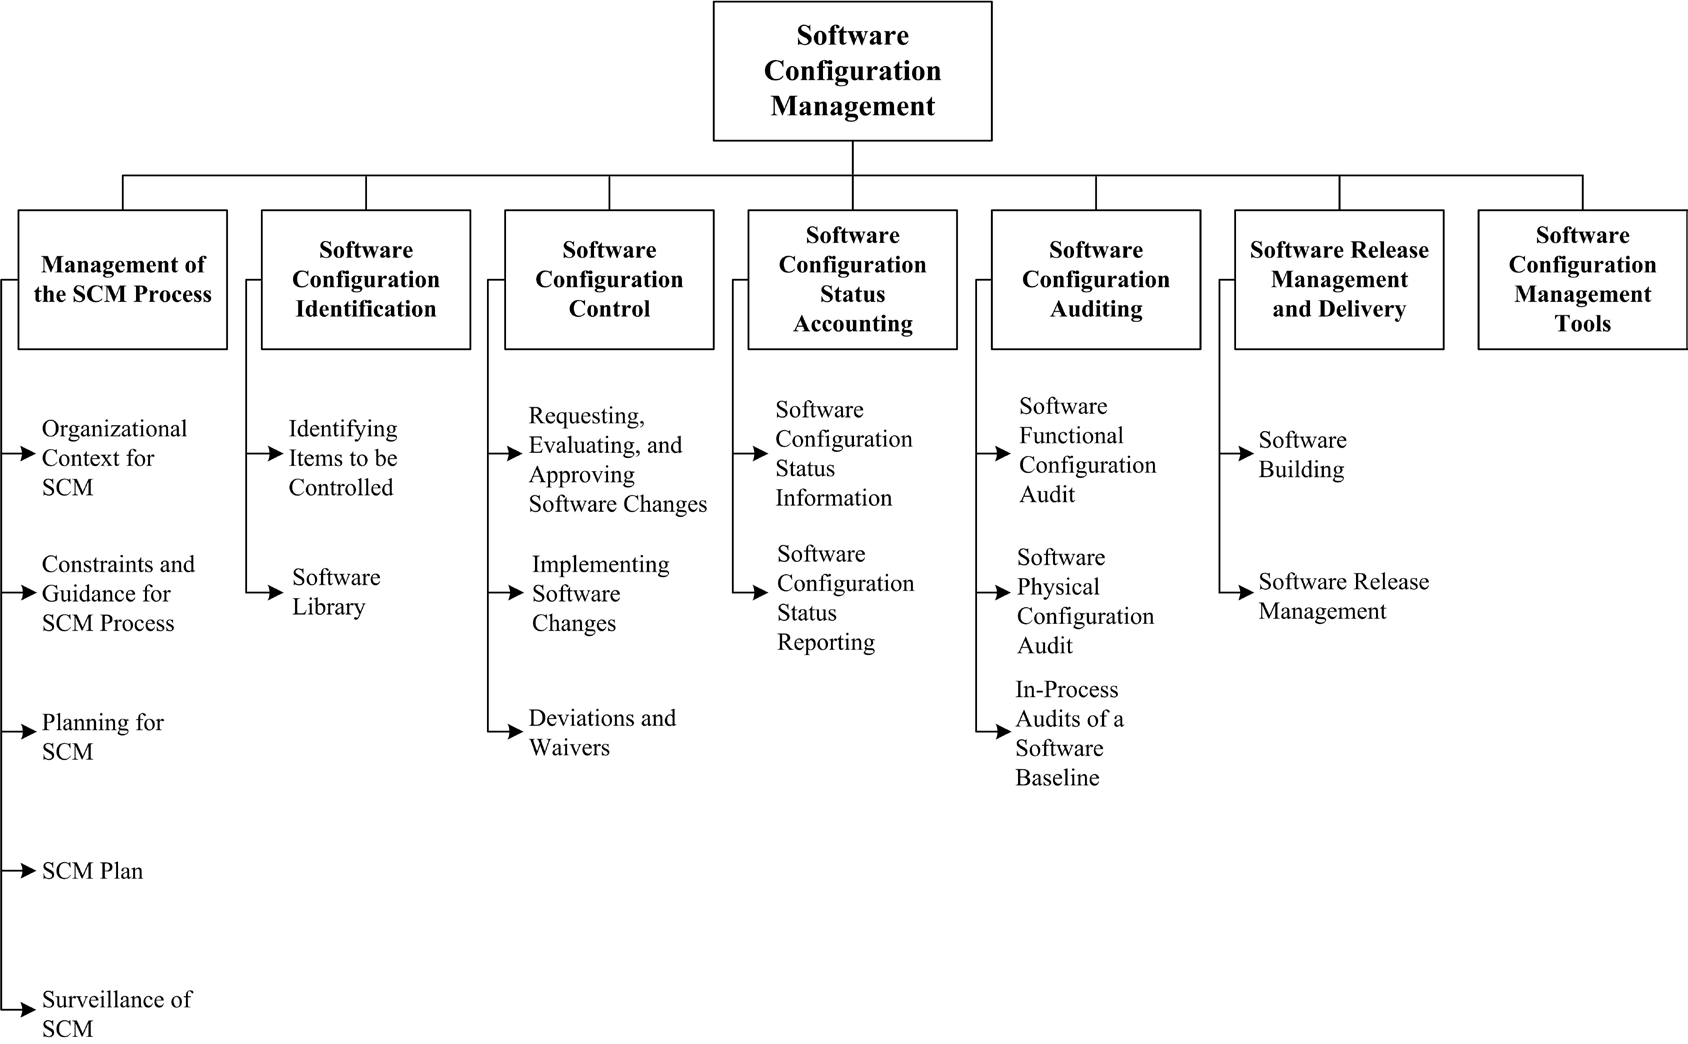 Software
Configuration
Management
Management of
the SCM Process
Software
Configuration
Identification
Software
Configuration
Control
Software
Configuration
Status
Accounting
Software
Configuration
Auditing
Software Release
Management
and Delivery
Software
Configuration
Management
Tools
Organizational
Context for
SCM
Constraints and
Guidance for
SCM Process
Planning for
SCM
SCM Plan
Surveillance of
SCM
Identifying
Items to be
Controlled
Software
Library
Requesting,
Evaluating, and
Approving
Software Changes
Implementing
Software
Changes
Deviations and
Waivers
Software
Configuration
Status
Information
Software
Configuration
Status
Reporting
Software
Functional
Configuration
Audit
Software
Physical
Configuration
Audit
In-Process
Audits of a
Software
Baseline
Software
Building
Software Release
Management